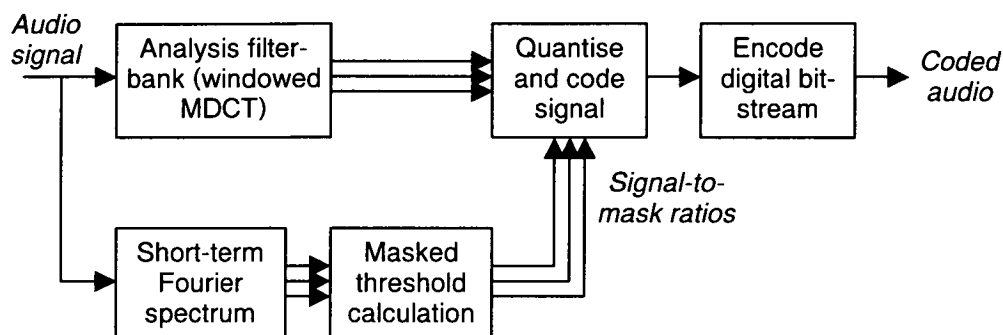 Audio
signal
Analysis filter-
bank (windowed
MDCT)
Quantise
and code
signal
Encode
digital bit-
stream
Coded
audio
Signal-to-
mask ratios
Short-term
Fourier
spectrum
Masked
threshold
calculation